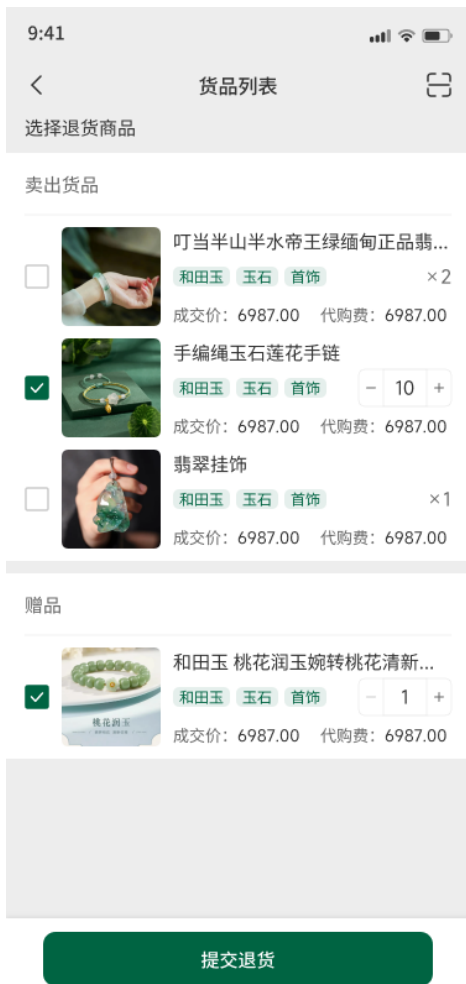 9:41
货品列表
选择退货商品
卖出货品
叮当半山半水帝王绿缅甸正品翡...
和田玉 玉石 首饰 ×2
成交价：6987.00 代购费：6987.00
手编绳玉石莲花手链
和田玉 玉石 首饰 − 10 +
成交价：6987.00 代购费：6987.00
翡翠挂饰
和田玉 玉石 首饰 ×1
成交价：6987.00 代购费：6987.00
赠品
和田玉 桃花润玉婉转桃花清新...
和田玉 玉石 首饰 − 1 +
桃花润玉
成交价：6987.00 代购费：6987.00
提交退货